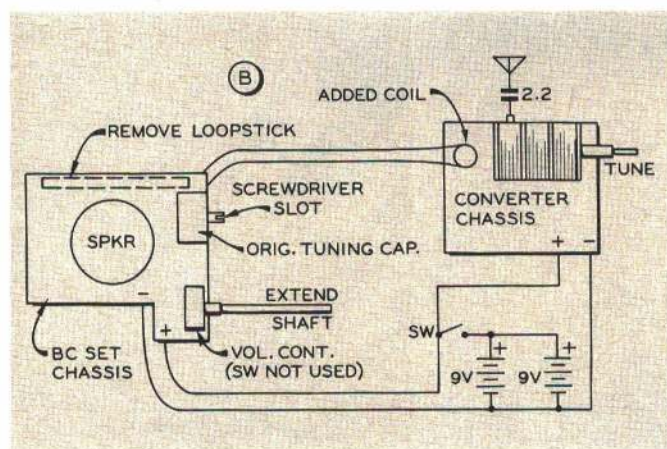 B
ADDED COIL
2.2
REMOVE LOOPSTICK
SCREWDRIVER
SLOT
TUNE
CONVERTER
CHASSIS
SPKR
ORIG. TUNING CAP.
+ -
-
EXTEND
SHAFT
+
SW
+ +
BC SET
CHASSIS
VOL. CONT.
(SW NOT USED)
9V 9V